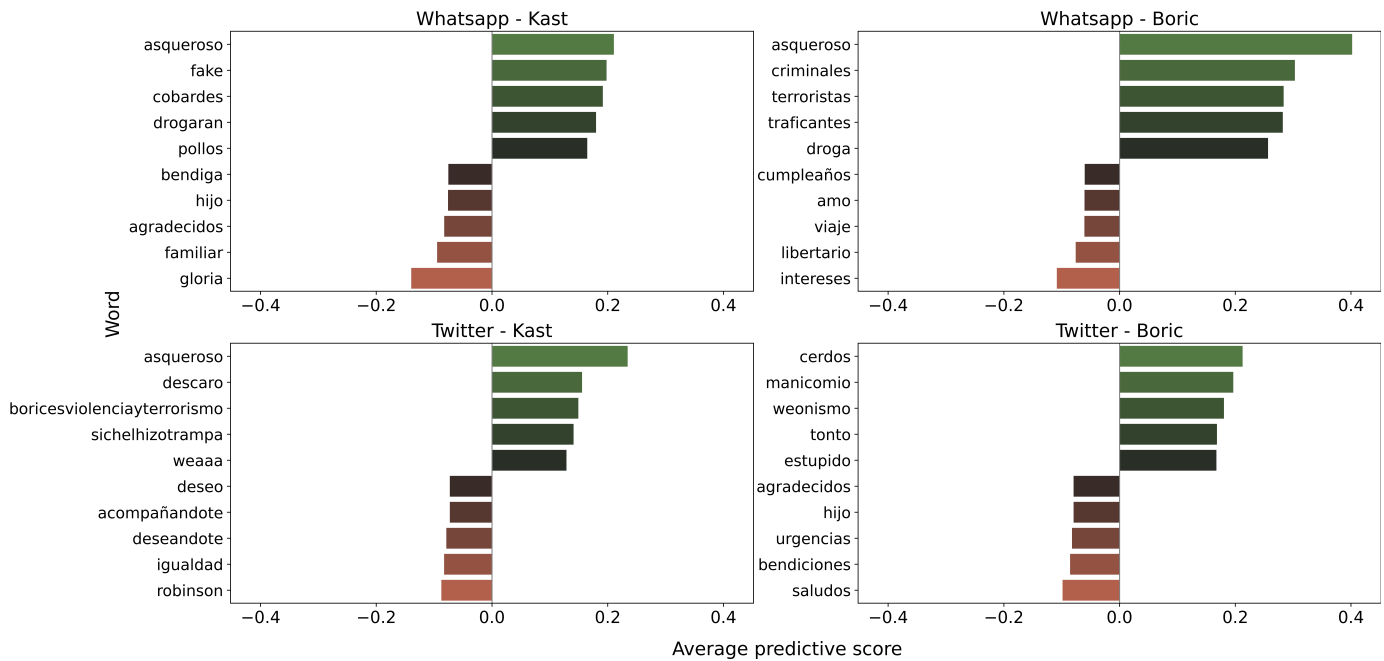 Whatsapp - Kast
asqueroso
fake
cobardes
drogaran
pollos
bendiga
hijo
agradecidos
familiar
gloria
−0.4 −0.2 0.0 0.2 0.4
Whatsapp - Boric
asqueroso
criminales
terroristas
traficantes
droga
cumpleaños
amo
viaje
libertario
intereses
−0.4 −0.2 0.0 0.2 0.4
Word
Twitter - Kast
asqueroso
descaro
boricesviolenciayterrorismo
sichelhizotrampa
weaaa
deseo
acompañandote
deseandote
igualdad
robinson
−0.4 −0.2 0.0 0.2 0.4
Twitter - Boric
cerdos
manicomio
weonismo
tonto
estupido
agradecidos
hijo
urgencias
bendiciones
saludos
−0.4 −0.2 0.0 0.2 0.4
Average predictive score